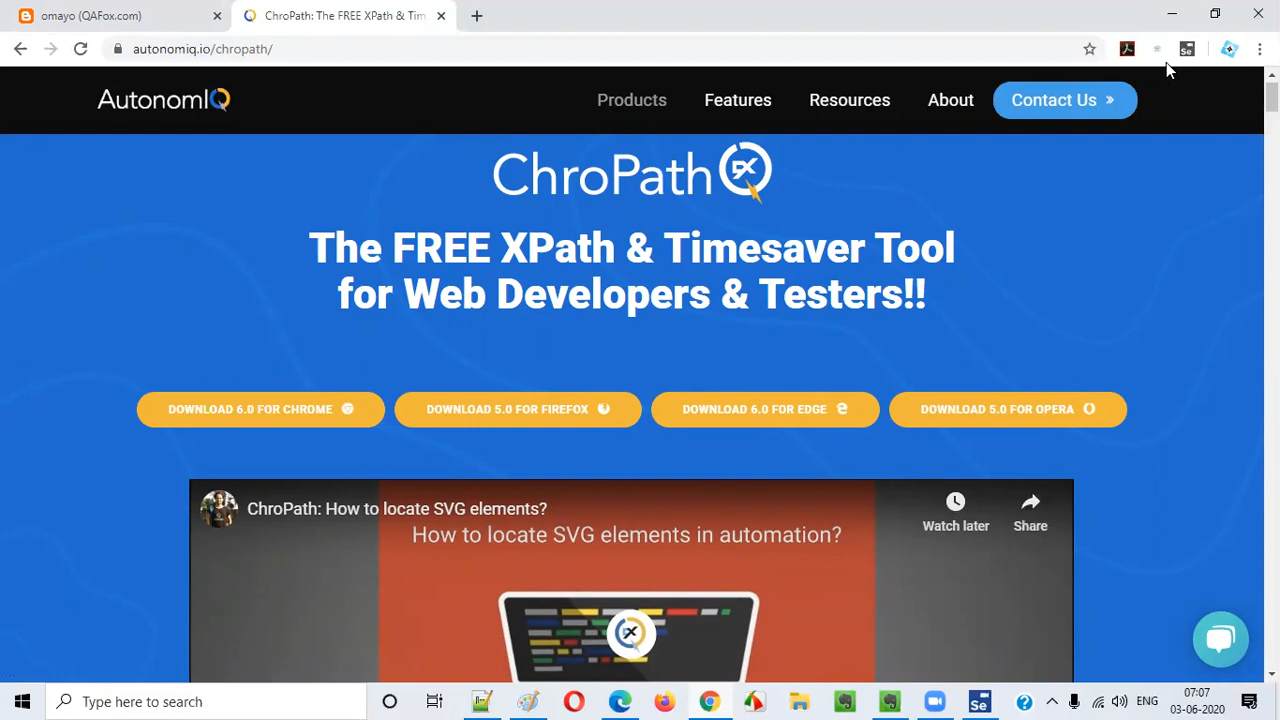 omayo (QAFox.com)
ChroPath: The FREE XPath & Tim
autonomiq.io/chropath/
Se
AutonomIQ
Products
Features
Resources
About
Contact Us »
ChroPath
The FREE XPath & Timesaver Tool
for Web Developers & Testers!!
DOWNLOAD 6.0 FOR CHROME
DOWNLOAD 5.0 FOR FIREFOX
DOWNLOAD 6.0 FOR EDGE
DOWNLOAD 5.0 FOR OPERA
ChroPath: How to locate SVG elements?
Watch later
Share
How to locate SVG elements in automation?
Type here to search
Se
ENG
07:07
03-06-2020